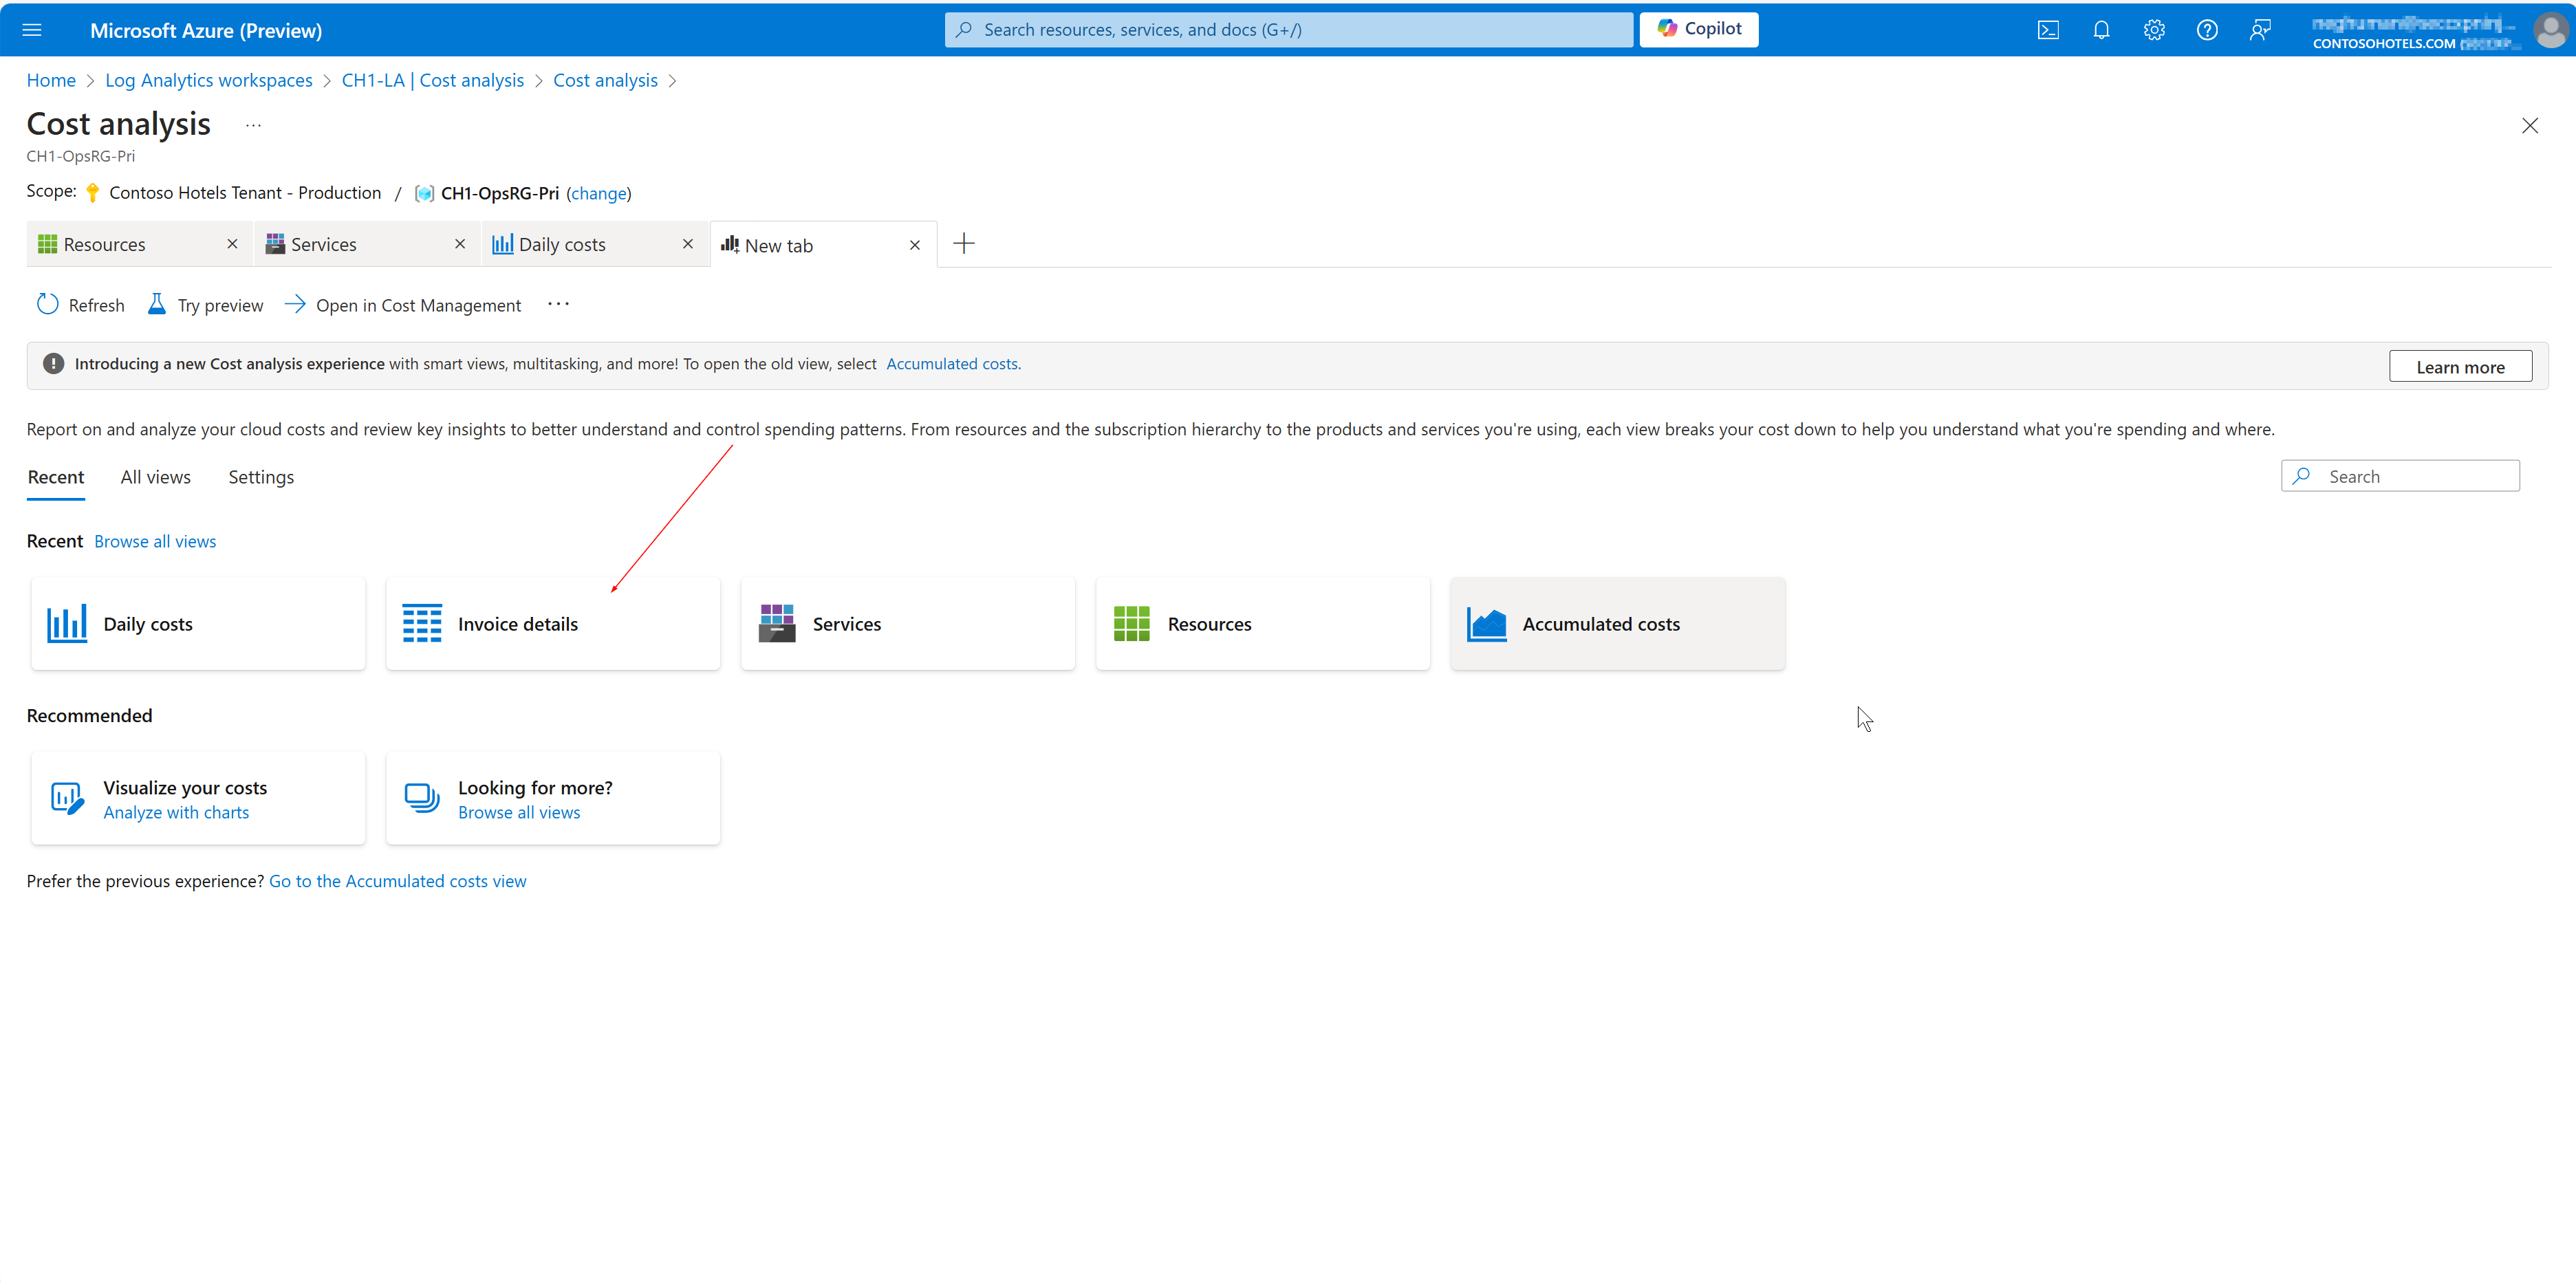 Microsoft Azure (Preview)
Search resources, services, and docs (G+/)
Copilot
CONTOSOHOTELS.COM
Home > Log Analytics workspaces > CH1-LA | Cost analysis > Cost analysis >
Cost analysis ...
CH1-OpsRG-Pri
Scope: Contoso Hotels Tenant - Production / CH1-OpsRG-Pri (change)
Resources
Services
Daily costs
New tab
Refresh
Try preview
Open in Cost Management
...
Introducing a new Cost analysis experience with smart views, multitasking, and more! To open the old view, select Accumulated costs.
Learn more
Report on and analyze your cloud costs and review key insights to better understand and control spending patterns. From resources and the subscription hierarchy to the products and services you're using, each view breaks your cost down to help you understand what you're spending and where.
Recent
All views
Settings
Search
Recent Browse all views
Daily costs
Invoice details
Services
Resources
Accumulated costs
Recommended
Visualize your costs
Analyze with charts
Looking for more?
Browse all views
Prefer the previous experience? Go to the Accumulated costs view